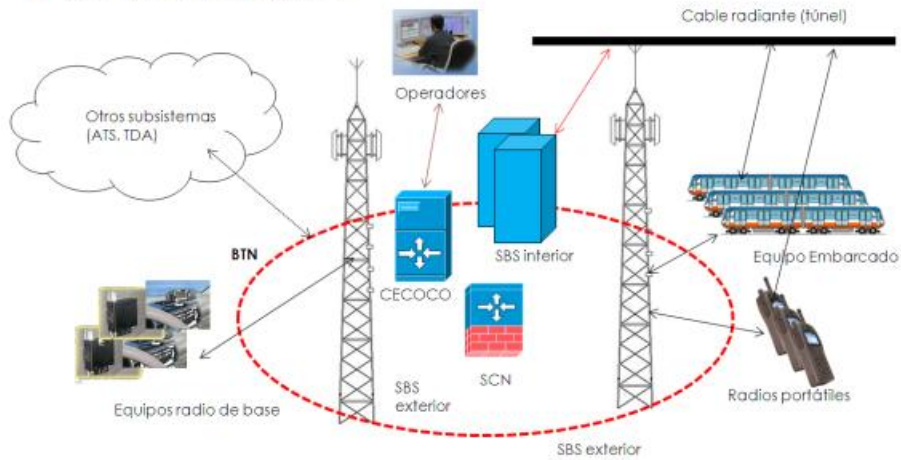 Cable radiante (túnel)
Operadores
Otros subsistemas
(ATS. TDA)
BTN
SBS interior
Equipo Embarcado
CECOCO
SCN
SBS
exterior
Equipos radio de base
Radios portátiles
SBS exterior